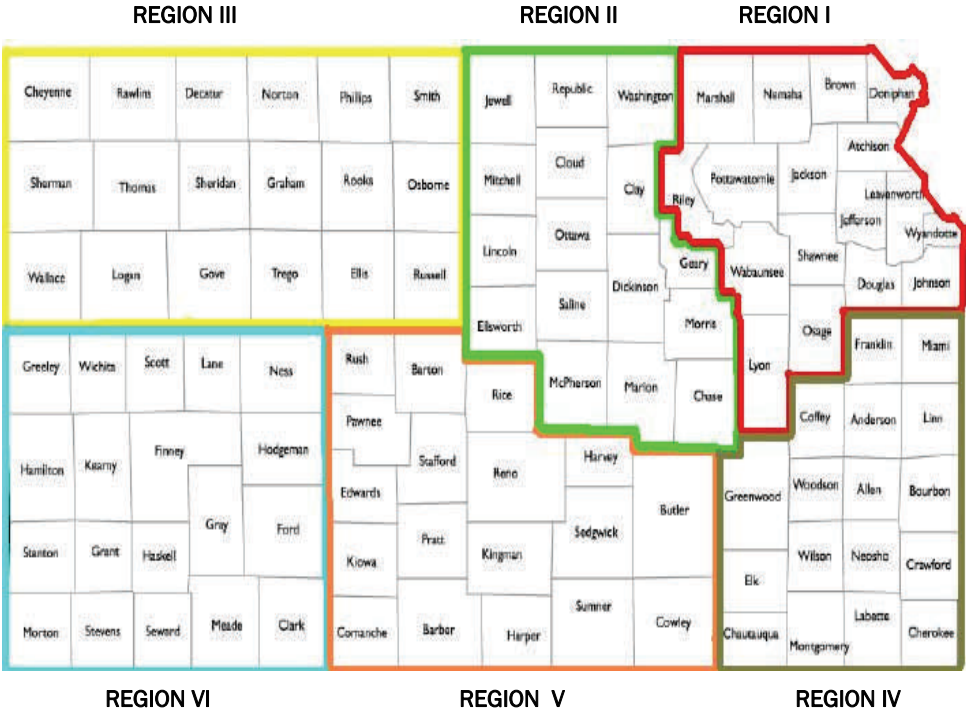 REGION III REGION II REGION I
Cheyenne Rawlins Decatur Norton Phillips Smith
Jewell Republic Washington
Marshall Nemaha Brown Doniphan
Sherman Thomas Sheridan Graham Rooks Osborne
Mitchell Cloud Clay
Riley Pottawatomie Jackson Atchison
Leavenworth
Jefferson
Wyandotte
Wallace Logan Gove Trego Ellis Russell
Lincoln Ottawa
Geary Wabaunsee Shawnee
Douglas Johnson
Saline Dickinson
Ellsworth Morris
Osage
Lyon
Franklin Miami
McPherson Marion Chase
Greeley Wichita Scott Lane Ness
Rush Barton
Rice
Pawnee
Coffey Anderson Linn
Hamilton Kearny Finney Hodgeman
Stafford Reno Harvey
Edwards
Greenwood Woodson Allen Bourbon
Gray Ford
Butler
Stanton Grant Haskell
Kiowa Pratt Kingman Sedgwick
Elk Wilson Neosho Crawford
Morton Stevens Seward Meade Clark
Comanche Barber Harper Sumner Cowley
Chautauqua Montgomery Labette Cherokee
REGION VI REGION V REGION IV